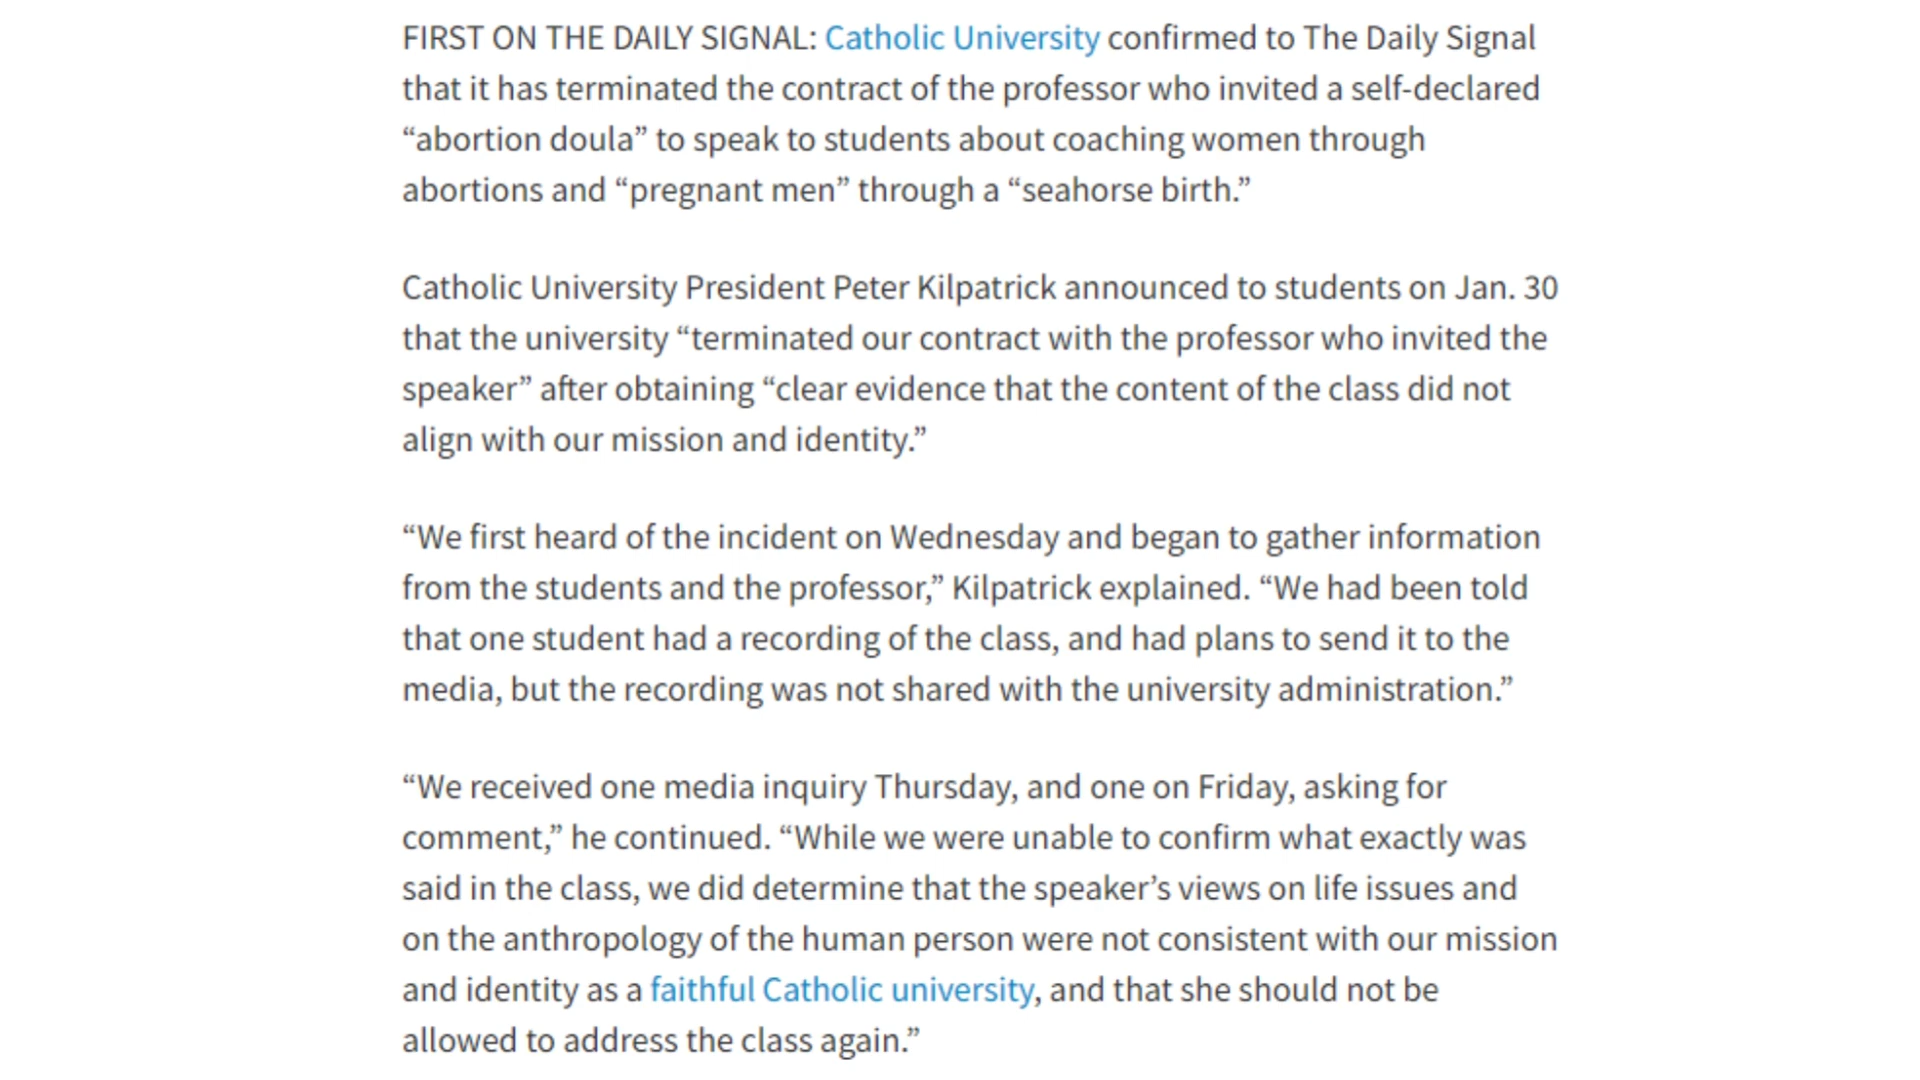 FIRST ON THE DAILY SIGNAL: Catholic University confirmed to The Daily Signal
that it has terminated the contract of the professor who invited a self-declared
“abortion doula” to speak to students about coaching women through
abortions and “pregnant men” through a “seahorse birth.”
Catholic University President Peter Kilpatrick announced to students on Jan. 30
that the university “terminated our contract with the professor who invited the
speaker” after obtaining “clear evidence that the content of the class did not
align with our mission and identity.”
“We first heard of the incident on Wednesday and began to gather information
from the students and the professor,” Kilpatrick explained. “We had been told
that one student had a recording of the class, and had plans to send it to the
media, but the recording was not shared with the university administration.”
“We received one media inquiry Thursday, and one on Friday, asking for
comment,” he continued. “While we were unable to confirm what exactly was
said in the class, we did determine that the speaker’s views on life issues and
on the anthropology of the human person were not consistent with our mission
and identity as a faithful Catholic university, and that she should not be
allowed to address the class again.”